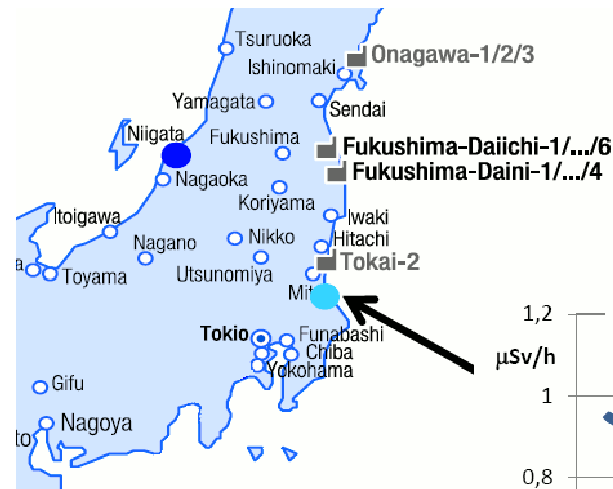 Tsuruoka
Onagawa-1/2/3
Ishinomaki
Yamagata
Sendai
Niigata
Fukushima
Fukushima-Daiichi-1/.../6
Fukushima-Daini-1/.../4
Nagaoka
Koriyama
Itoigawa
Iwaki
Nagano
Nikko
Hitachi
a
Toyama
Utsunomiya
Tokai-2
Mit
1,2
Tokio
Funabashi
Chiba
µSv/h
Yokohama
Gifu
1
Nagoya
to
0,8